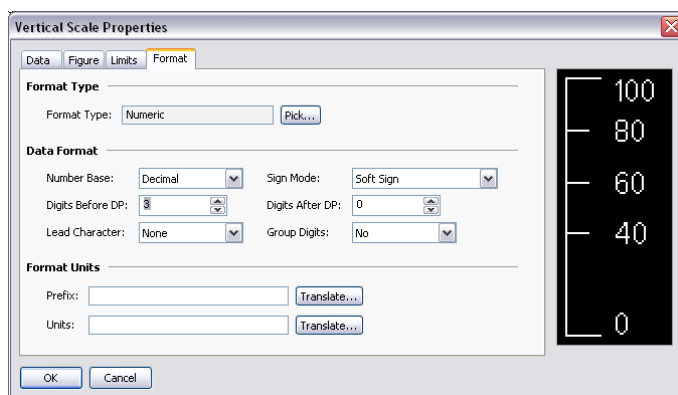 Vertical Scale Properties
Data Figure Limits Format
Format Type
Format Type: Numeric Pick...
Data Format
Number Base: Decimal Sign Mode: Soft Sign
Digits Before DP: 3 Digits After DP: 0
Lead Character: None Group Digits: No
Format Units
Prefix: Translate...
Units: Translate...
OK Cancel
100
80
60
40
0